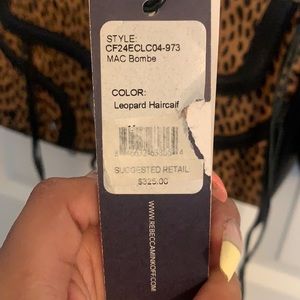 STYLE:
CF24ECLC04-973
MAC Bombe
COLOR:
Leopard Haircalf
SUGGESTED RETAIL
$325.00
WWW.REBECCAMINKOFF.COM